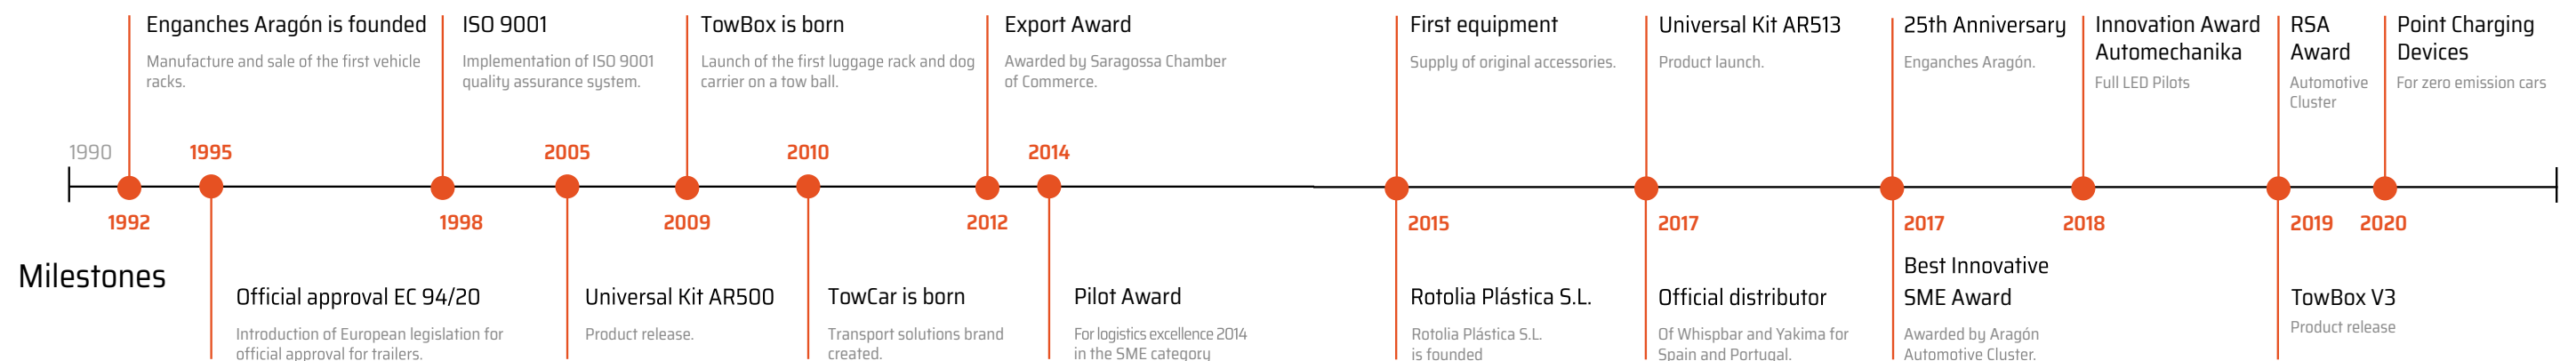 Enganches Aragón is founded
Manufacture and sale of the first vehicle
racks.
ISO 9001
Implementation of ISO 9001
quality assurance system.
TowBox is born
Launch of the first luggage rack and dog
carrier on a tow ball.
Export Award
Awarded by Saragossa Chamber
of Commerce.
First equipment
Supply of original accessories.
Universal Kit AR513
Product launch.
25th Anniversary
Enganches Aragón.
Innovation Award
Automechanika
Full LED Pilots
RSA
Award
Automotive
Cluster
Point Charging
Devices
For zero emission cars
1990
1995
2005
2010
2014
1992
1998
2009
2012
2015
2017
2017
2018
2019
2020
Milestones
Official approval EC 94/20
Introduction of European legislation for
official approval for trailers.
Universal Kit AR500
Product release.
TowCar is born
Transport solutions brand
created.
Pilot Award
For logistics excellence 2014
in the SME category
Rotolia Plástica S.L.
Rotolia Plástica S.L.
is founded
Official distributor
Of Whispbar and Yakima for
Spain and Portugal.
Best Innovative
SME Award
Awarded by Aragón
Automotive Cluster.
TowBox V3
Product release